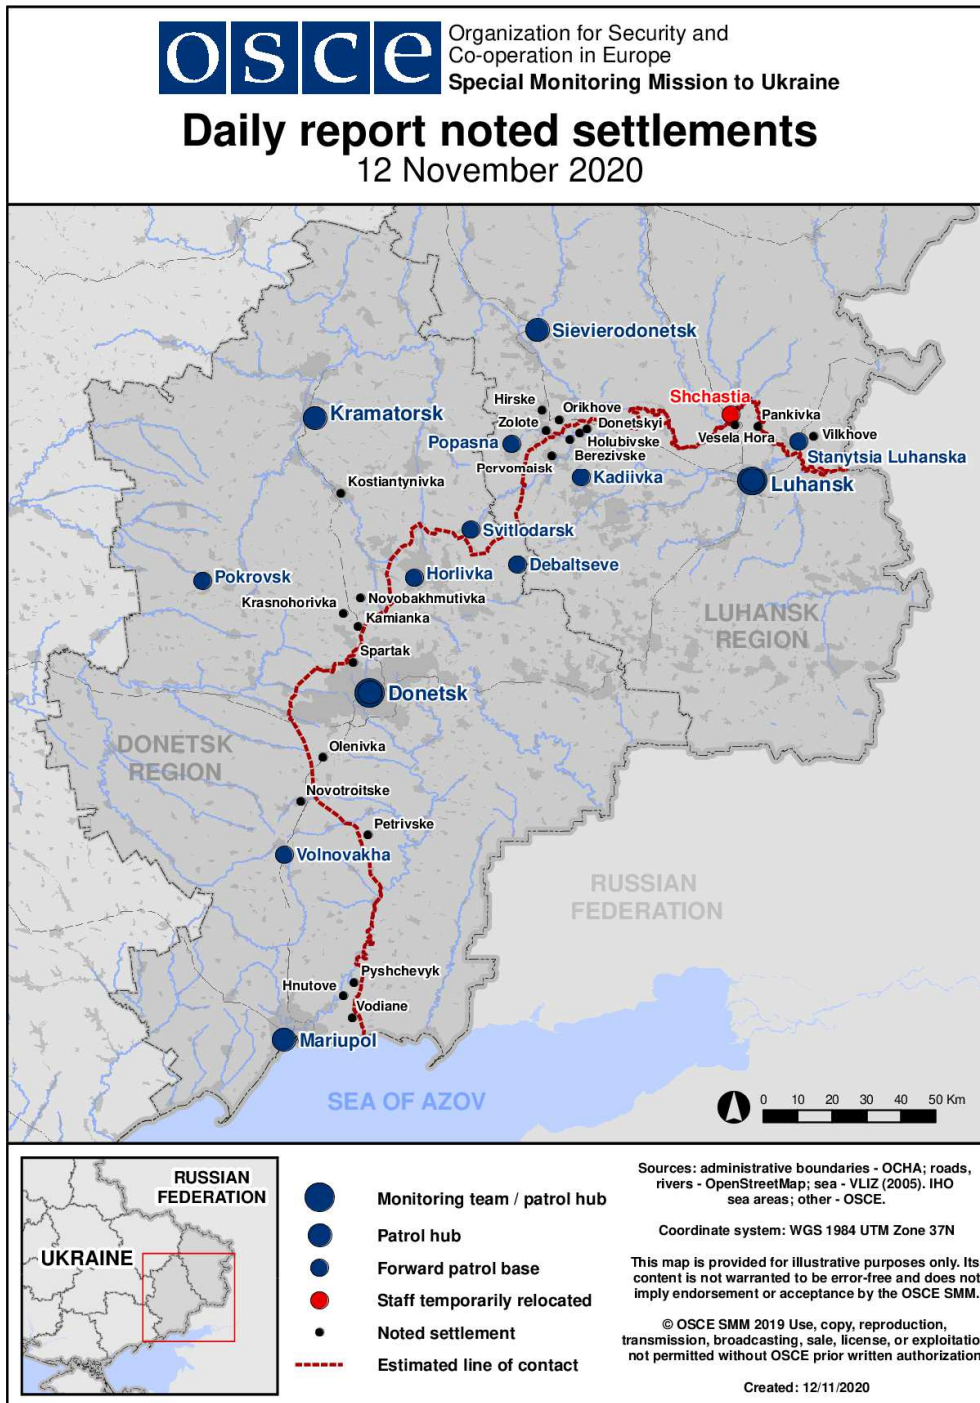 osce
Organization for Security and
Co-operation in Europe
Special Monitoring Mission to Ukraine
Daily report noted settlements
12 November 2020
Sievierodonetsk
Shchastia
Hirske
Orikhove
Kramatorsk
Zolote
Donetskyi
Pankivka
Popasna
Holubivske
Vesela Hora
Vilkhove
Berezivske
Stanytsia Luhanska
Pervomaisk
Kadiivka
Luhansk
Kostiantynivka
Svitlodarsk
Debaltseve
Pokrovsk
Horlivka
Novobakhmutivka
Krasnohorivka
Kamianka
LUHANSK
REGION
Spartak
Donetsk
DONETSK
REGION
Olenivka
Novotroitske
Petrivske
Volnovakha
RUSSIAN
FEDERATION
Pyshchevyk
Hnutove
Vodiane
Mariupol
SEA OF AZOV
0 10 20 30 40 50 Km
RUSSIAN
FEDERATION
UKRAINE
Monitoring team / patrol hub
Patrol hub
Forward patrol base
Staff temporarily relocated
Noted settlement
Estimated line of contact
Sources: administrative boundaries - OCHA; roads,
rivers - OpenStreetMap; sea - VLIZ (2005). IHO
sea areas; other - OSCE.
Coordinate system: WGS 1984 UTM Zone 37N
This map is provided for illustrative purposes only. Its
content is not warranted to be error-free and does not
imply endorsement or acceptance by the OSCE SMM.
© OSCE SMM 2019 Use, copy, reproduction,
transmission, broadcasting, sale, license, or exploitatio
not permitted without OSCE prior written authorization
Created: 12/11/2020